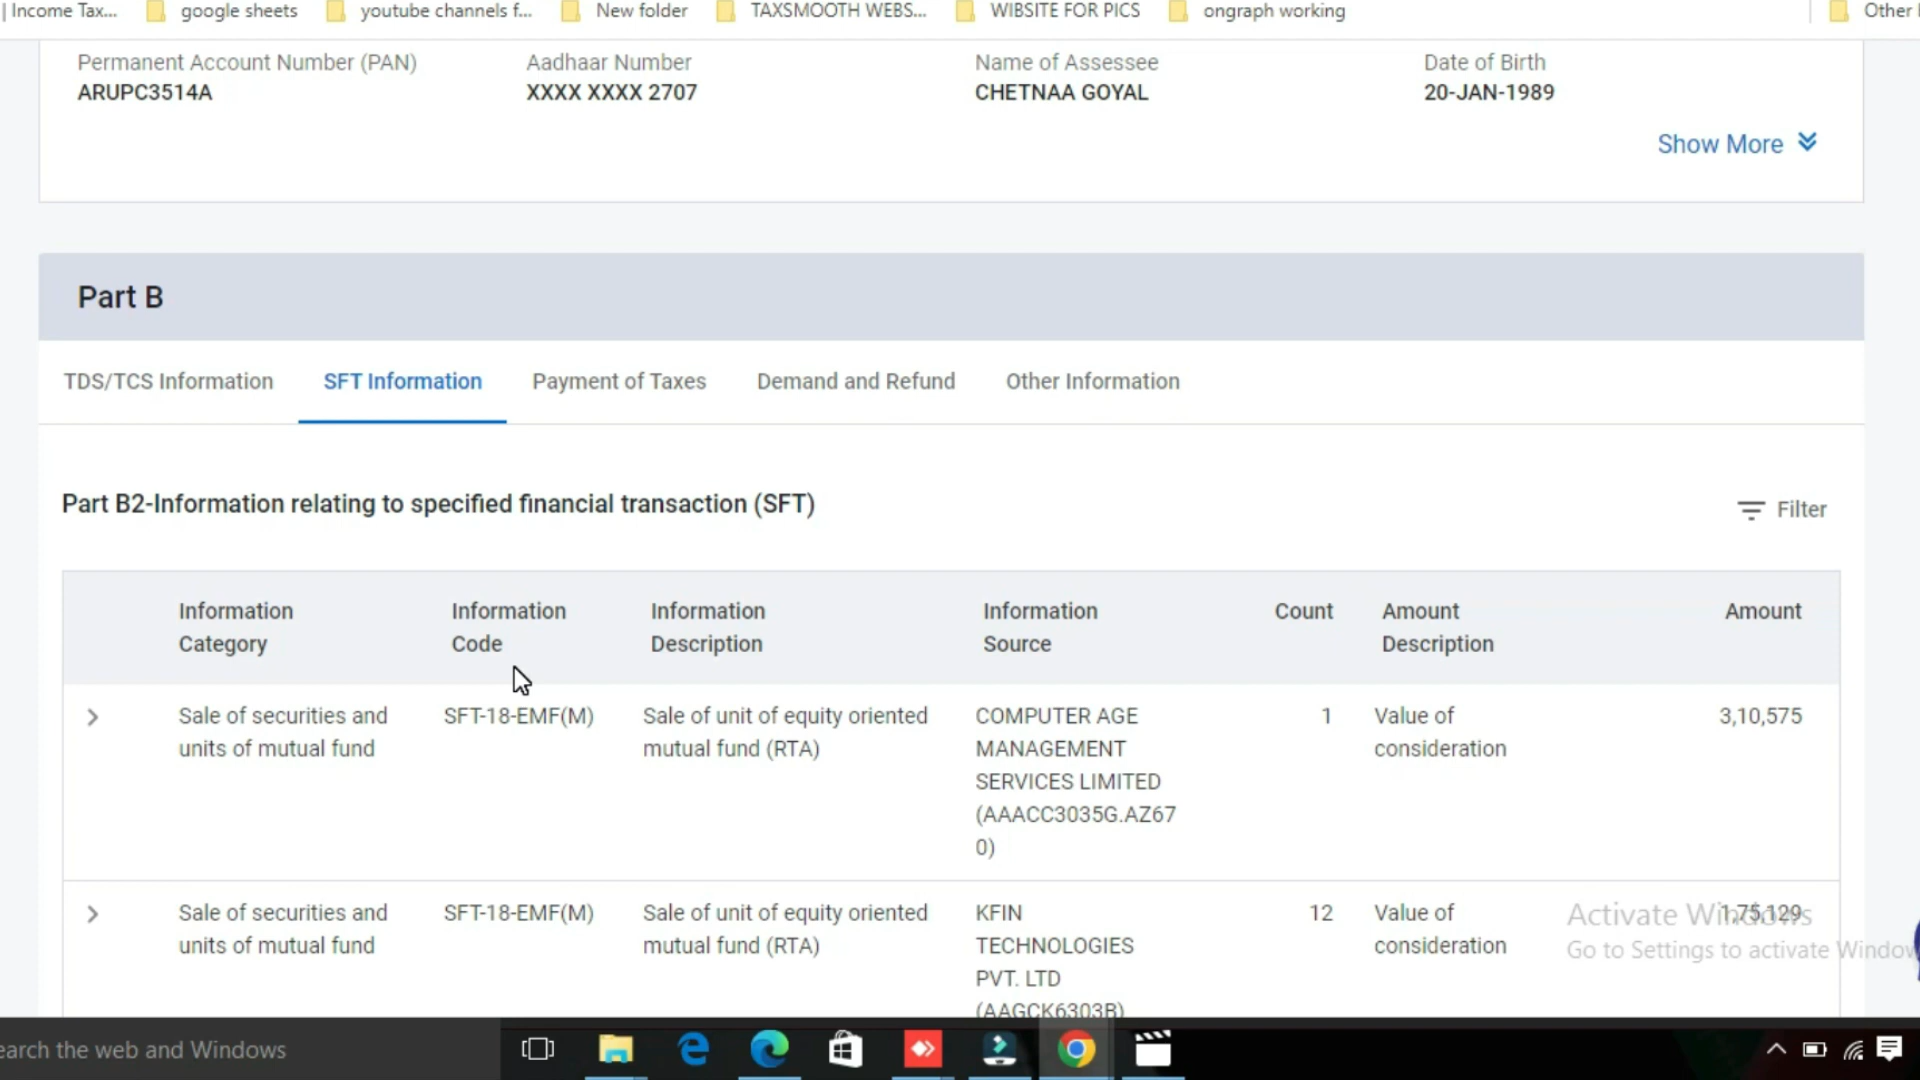 | Income Tax...
google sheets
youtube channels f...
New folder
TAXSMOOTH WEBS...
WIBSITE FOR PICS
ongraph working
Other
Permanent Account Number (PAN)
ARUPC3514A
Aadhaar Number
XXXX XXXX 2707
Name of Assessee
CHETNAA GOYAL
Date of Birth
20-JAN-1989
Show More
Part B
TDS/TCS Information
SFT Information
Payment of Taxes
Demand and Refund
Other Information
Part B2-Information relating to specified financial transaction (SFT)
Filter
Information
Category
Information
Code
Information
Description
Information
Source
Count
Amount
Description
Amount
Sale of securities and
units of mutual fund
SFT-18-EMF(M)
Sale of unit of equity oriented
mutual fund (RTA)
COMPUTER AGE
MANAGEMENT
SERVICES LIMITED
(AAACC3035G.AZ67
0)
1
Value of
consideration
3,10,575
Sale of securities and
units of mutual fund
SFT-18-EMF(M)
Sale of unit of equity oriented
mutual fund (RTA)
KFIN
TECHNOLOGIES
PVT. LTD
(AAGCK6303B)
12
Value of
consideration
1,75,129
Activate Windows
Go to Settings to activate Window
earch the web and Windows